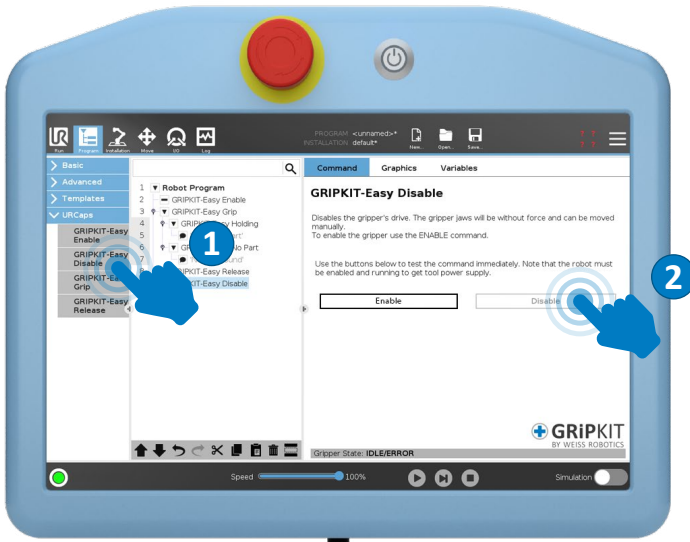 PROGRAM <unnamed>*
INSTALLATION default*
Run
Program
Installation
Move
I/O
Log
New...
Open...
Save...
Basic
Advanced
Templates
URCaps
GRIPKIT-Easy
Enable
GRIPKIT-Easy
Disable
GRIPKIT-Ea
Grip
GRIPKIT-Easy
Release
1 Robot Program
2 GRIPKIT-Easy Enable
3 GRIPKIT-Easy Grip
4 Holding
5
6 No Part
7
GRIPKIT-Easy Release
KIT-Easy Disable
1
Command Graphics Variables
GRIPKIT-Easy Disable
Disables the gripper's drive. The gripper jaws will be without force and can be moved
manually.
To enable the gripper use the ENABLE command.
Use the buttons below to test the command immediately. Note that the robot must
be enabled and running to get tool power supply.
Enable
Disable
2
GRiPKIT
BY WEISS ROBOTICS
Gripper State: IDLE/ERROR
Speed 100%
Simulation